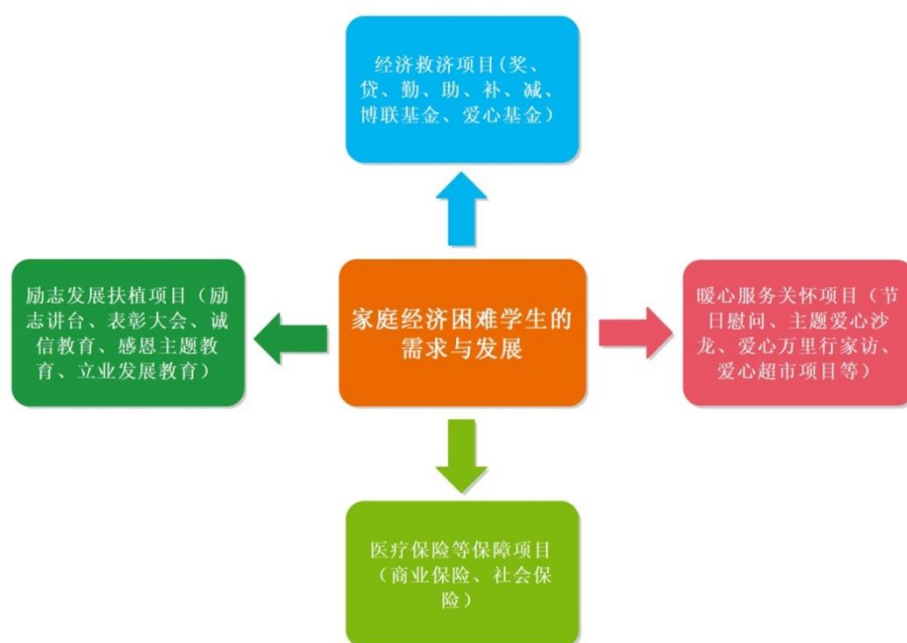 经济救济项目（奖、
贷、勤、助、补、减、
博联基金、爱心基金）
励志发展扶植项目（励
志讲台、表彰大会、诚
信教育、感恩主题教
育、立业发展教育）
家庭经济困难学生的
需求与发展
暖心服务关怀项目（节
日慰问、主题爱心沙
龙、爱心万里行家访、
爱心超市项目等）
医疗保险等保障项目
（商业保险、社会保
险）